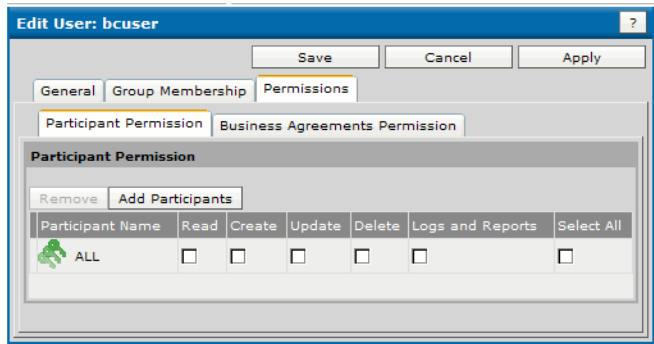 Edit User: bcuser ?
Save Cancel Apply
General Group Membership Permissions
Participant Permission Business Agreements Permission
Participant Permission
Remove Add Participants
Participant Name Read Create Update Delete Logs and Reports Select All
ALL